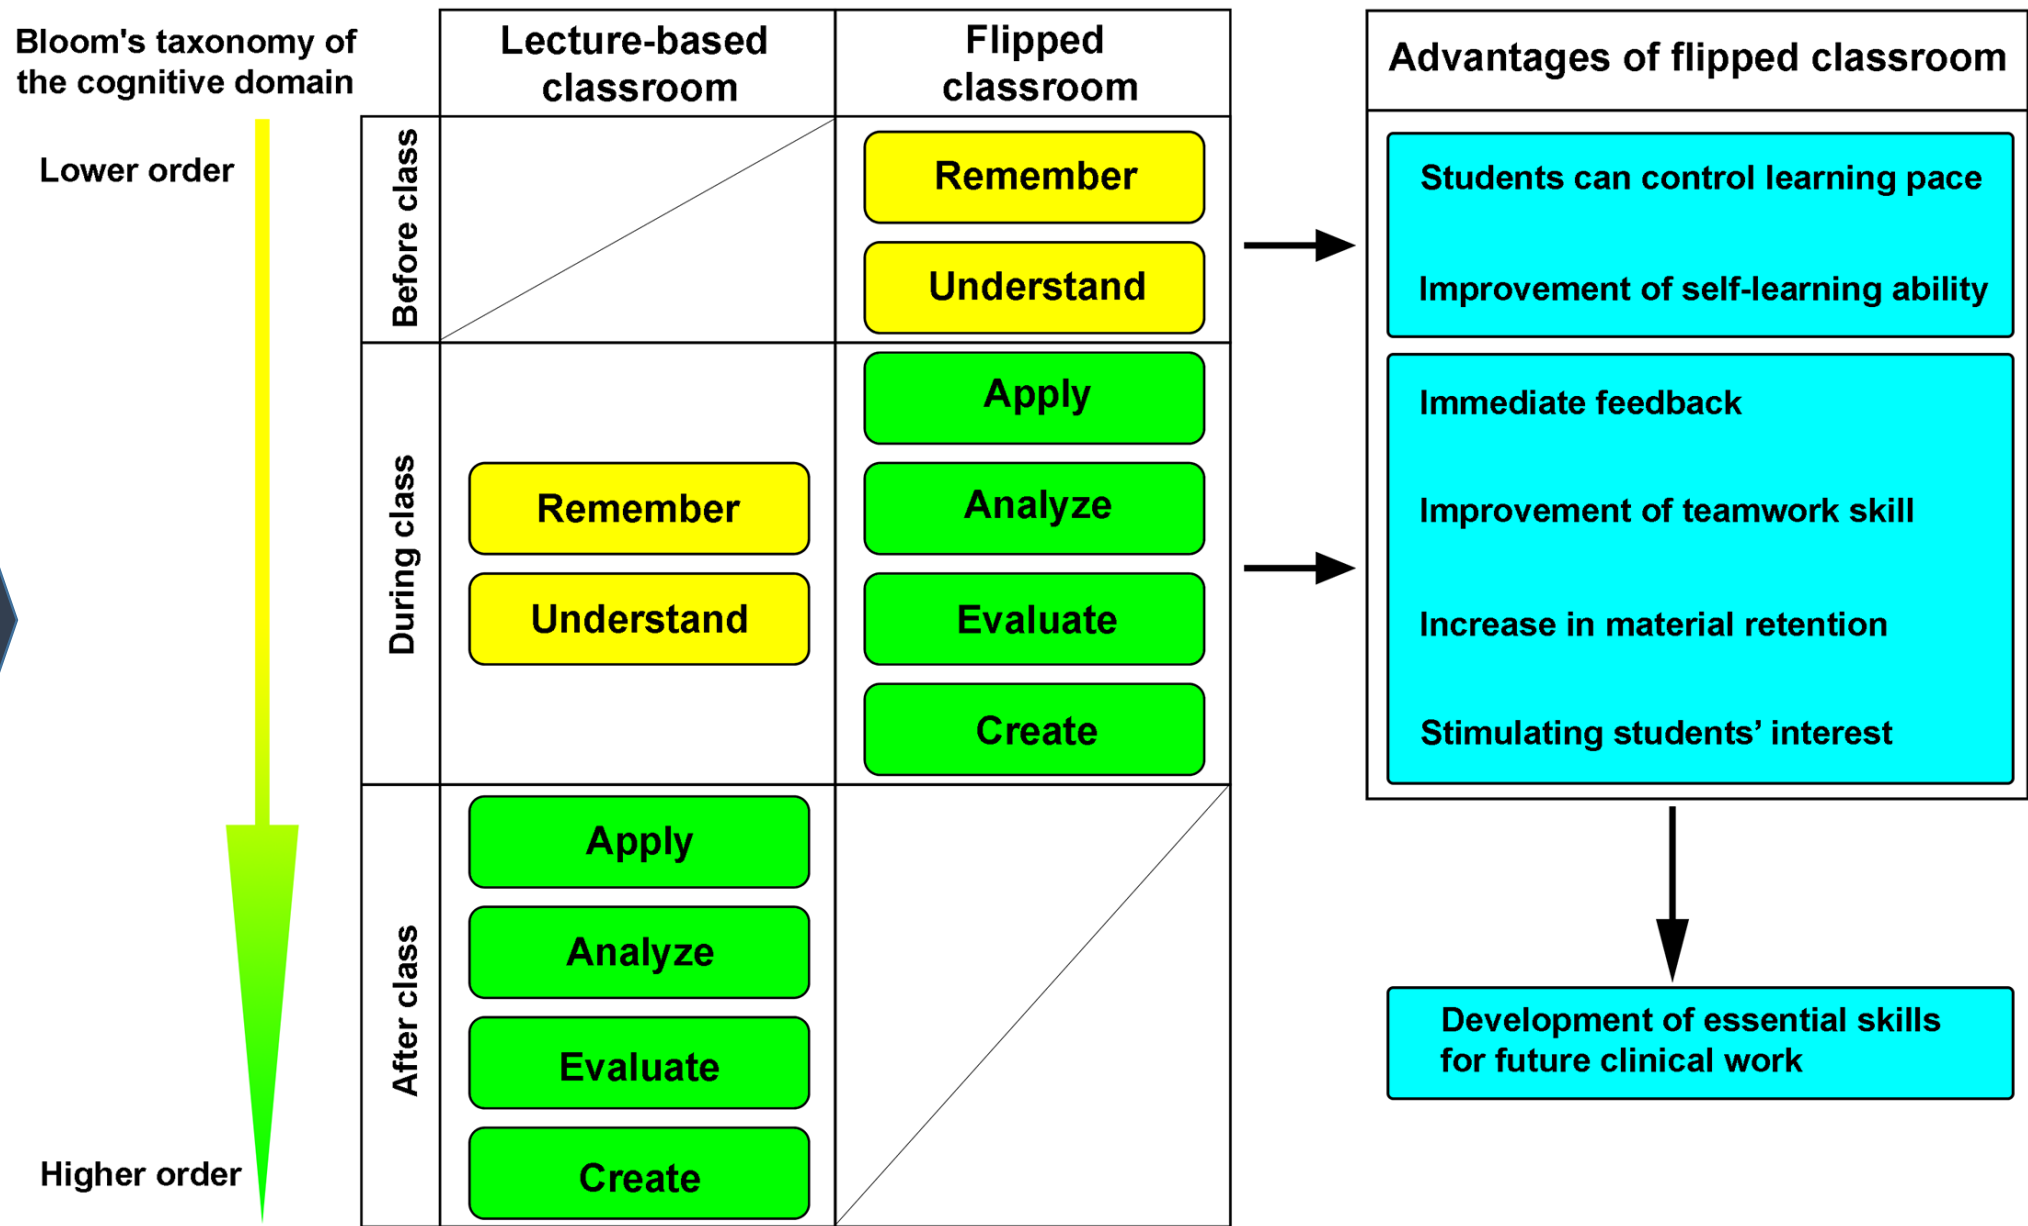 Bloom's taxonomy of
the cognitive domain
Lower order
Higher order
Lecture-based
classroom
Flipped
classroom
Before class
Remember
Understand
During class
Remember
Understand
Apply
Analyze
Evaluate
Create
After class
Apply
Analyze
Evaluate
Create
Advantages of flipped classroom
Students can control learning pace
Improvement of self-learning ability
Immediate feedback
Improvement of teamwork skill
Increase in material retention
Stimulating students’ interest
Development of essential skills
for future clinical work